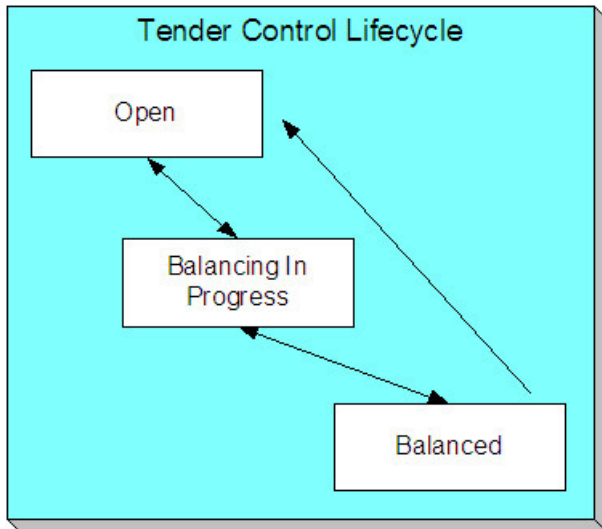 Tender Control Lifecycle
Open
Balancing In
Progress
Balanced